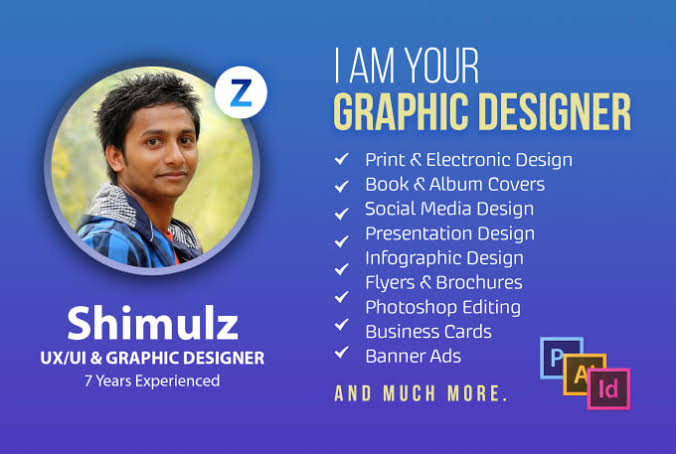 Z
Shimulz
UX/UI & GRAPHIC DESIGNER
7 Years Experienced
I AM YOUR
GRAPHIC DESIGNER
Print & Electronic Design
Book & Album Covers
Social Media Design
Presentation Design
Infographic Design
Flyers & Brochures
Photoshop Editing
Business Cards
Banner Ads
AND MUCH MORE.
P
A
Id